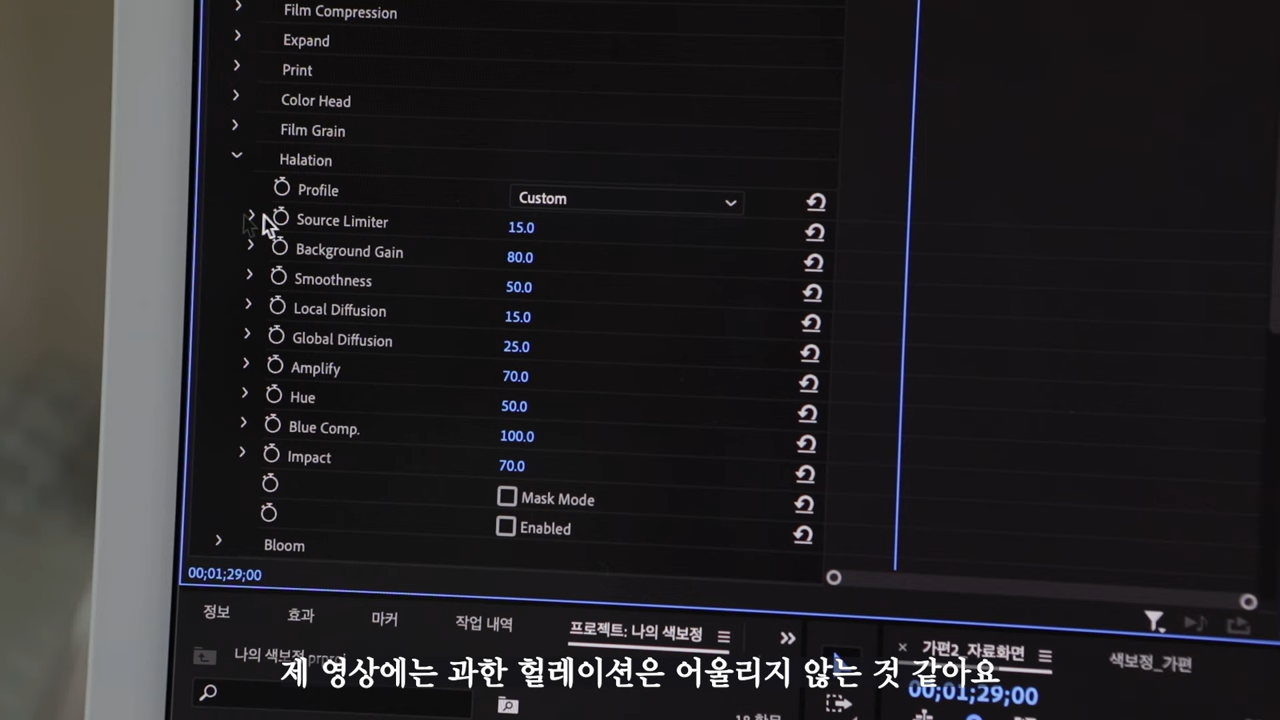 Film Compression
Expand
Print
Color Head
Film Grain
Halation
Profile Custom
Source Limiter 15.0
Background Gain 80.0
Smoothness 50.0
Local Diffusion 15.0
Global Diffusion 25.0
Amplify 70.0
Hue 50.0
Blue Comp. 100.0
Impact 70.0
Mask Mode
Enabled
Bloom
00;01;29;00
정보 효과 마커 작업 내역 프로젝트: 나의 색보정
가편2_자료화면 색보정_가편
나의 색보정.prproj
00;01;29;00
제 영상에는 과한 헐레이션은 어울리지 않는 것 같아요